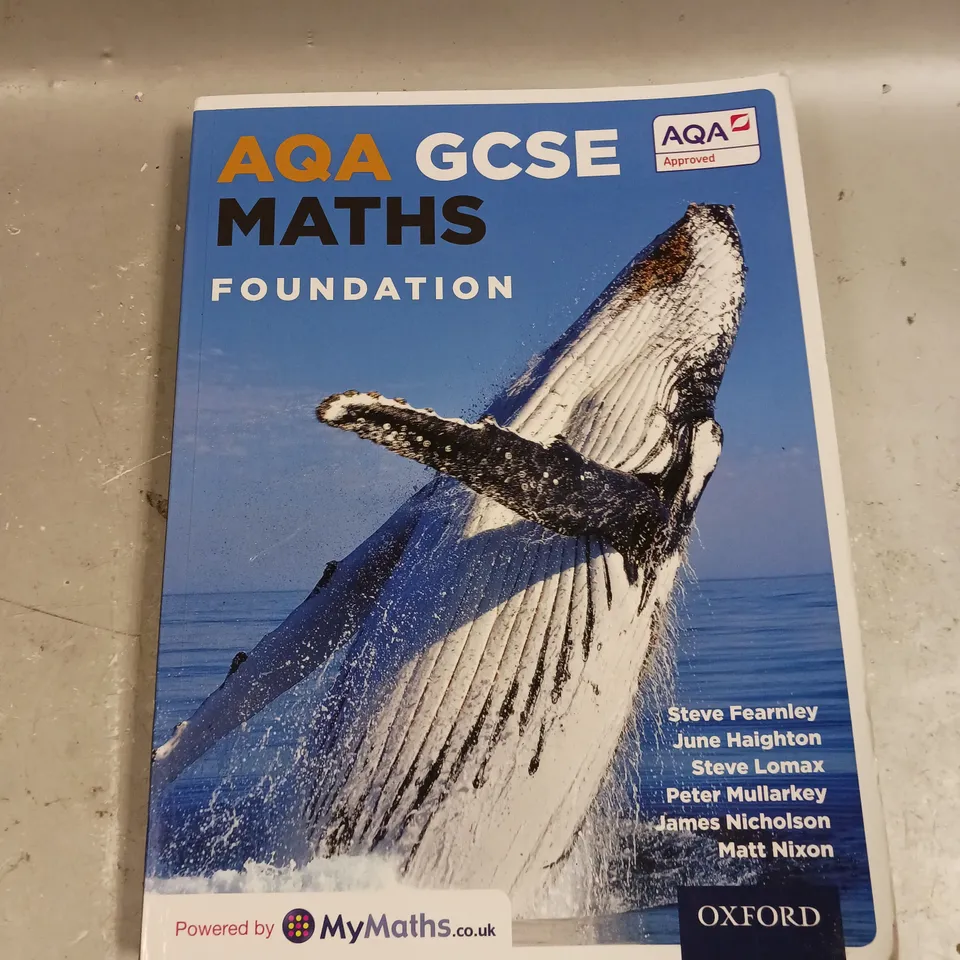 AQA GCSE
MATHS
FOUNDATION
AQA
Approved
Steve Fearnley
June Haighton
Steve Lomax
Peter Mullarkey
James Nicholson
Matt Nixon
Powered by MyMaths.co.uk
OXFORD